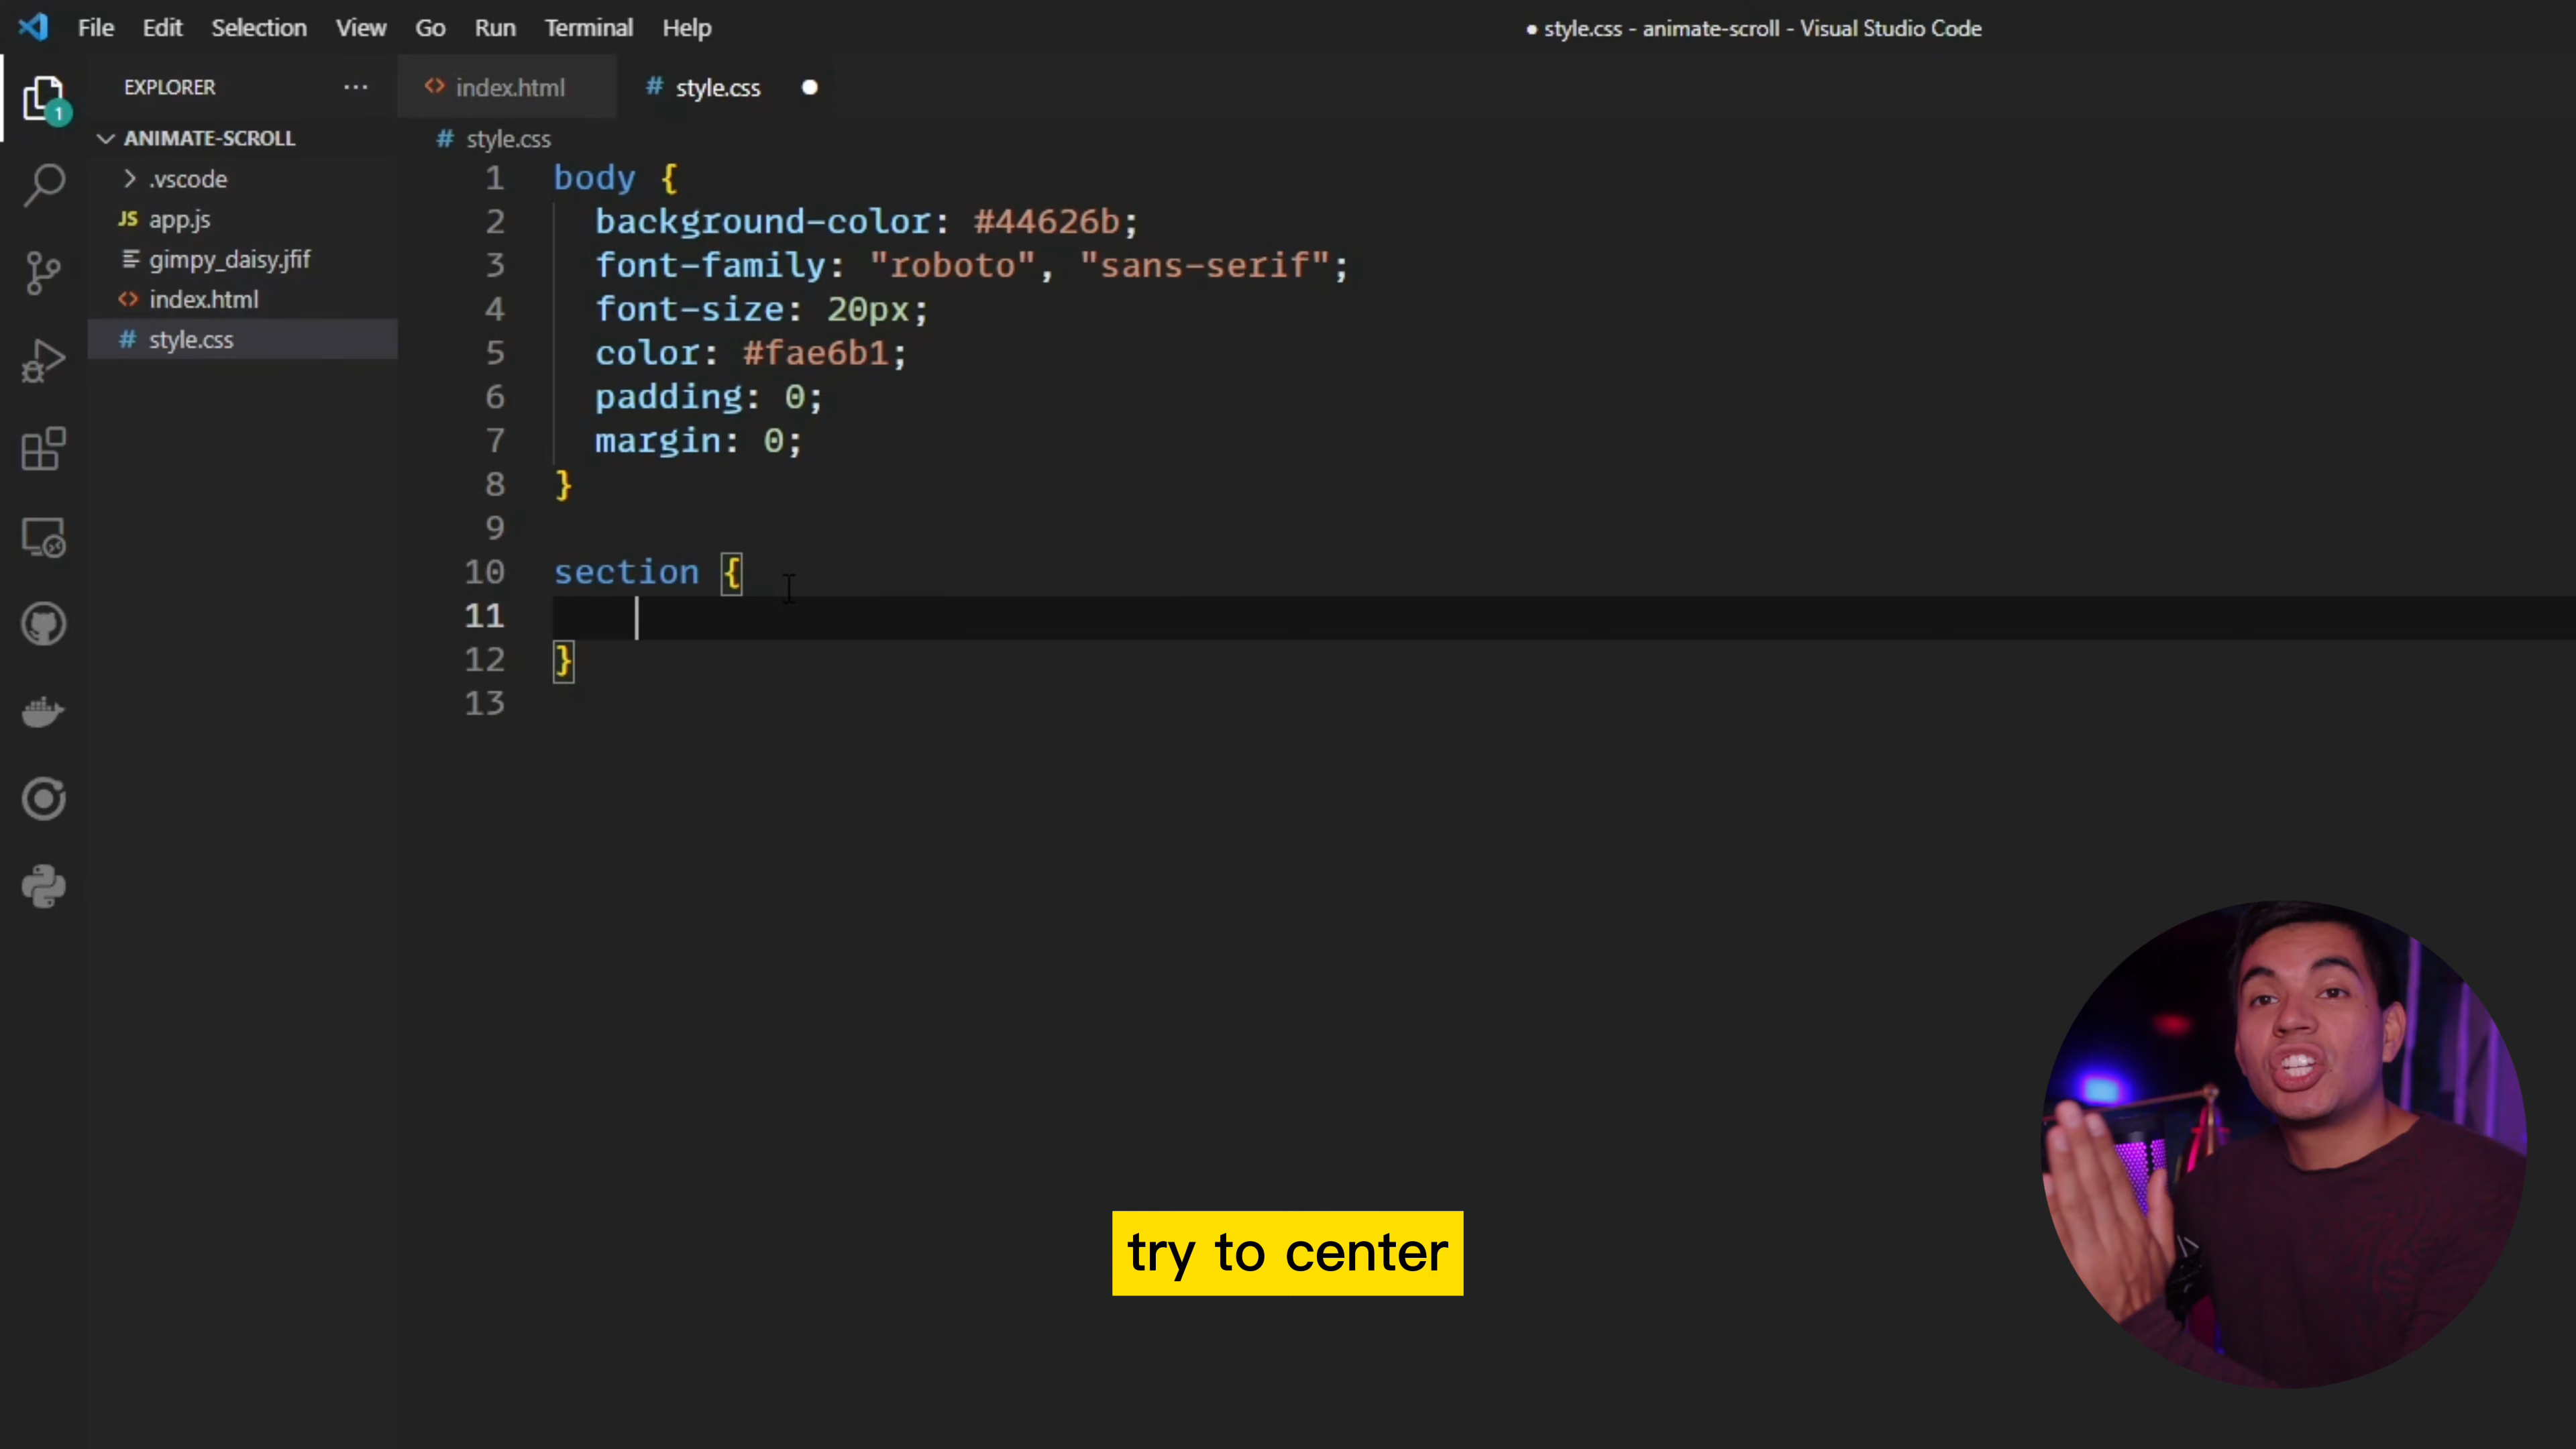 File Edit Selection View Go Run Terminal Help
● style.css - animate-scroll - Visual Studio Code
EXPLORER ···
index.html
style.css
1
ANIMATE-SCROLL
.vscode
JS app.js
gimpy_daisy.jfif
<> index.html
# style.css
# style.css
1 body {
2 background-color: #44626b;
3 font-family: "roboto", "sans-serif";
4 font-size: 20px;
5 color: #fae6b1;
6 padding: 0;
7 margin: 0;
8 }
9
10 section {
11
12 }
13
try to center